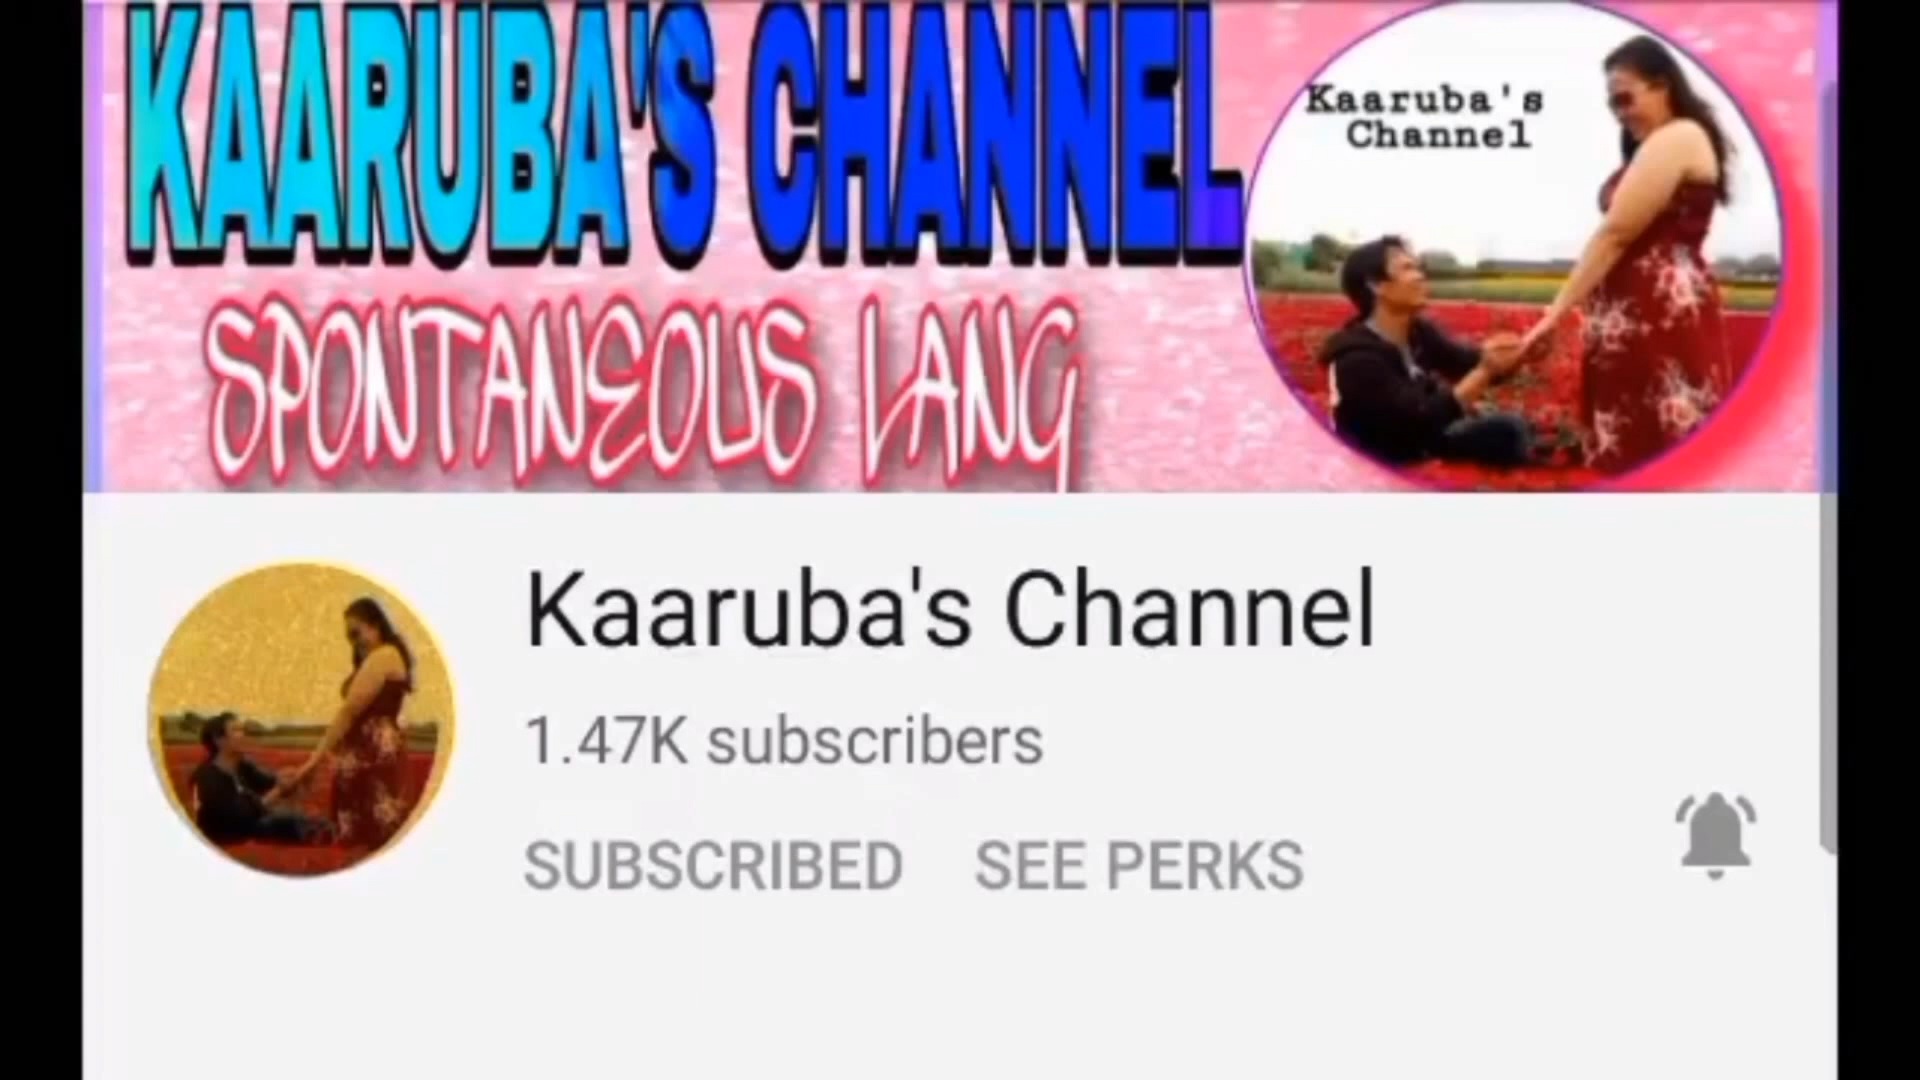 KAARUBA'S CHANNEL
SPONTANEOUS LANG
Kaaruba's
Channel
Kaaruba's Channel
1.47K subscribers
SUBSCRIBED SEE PERKS